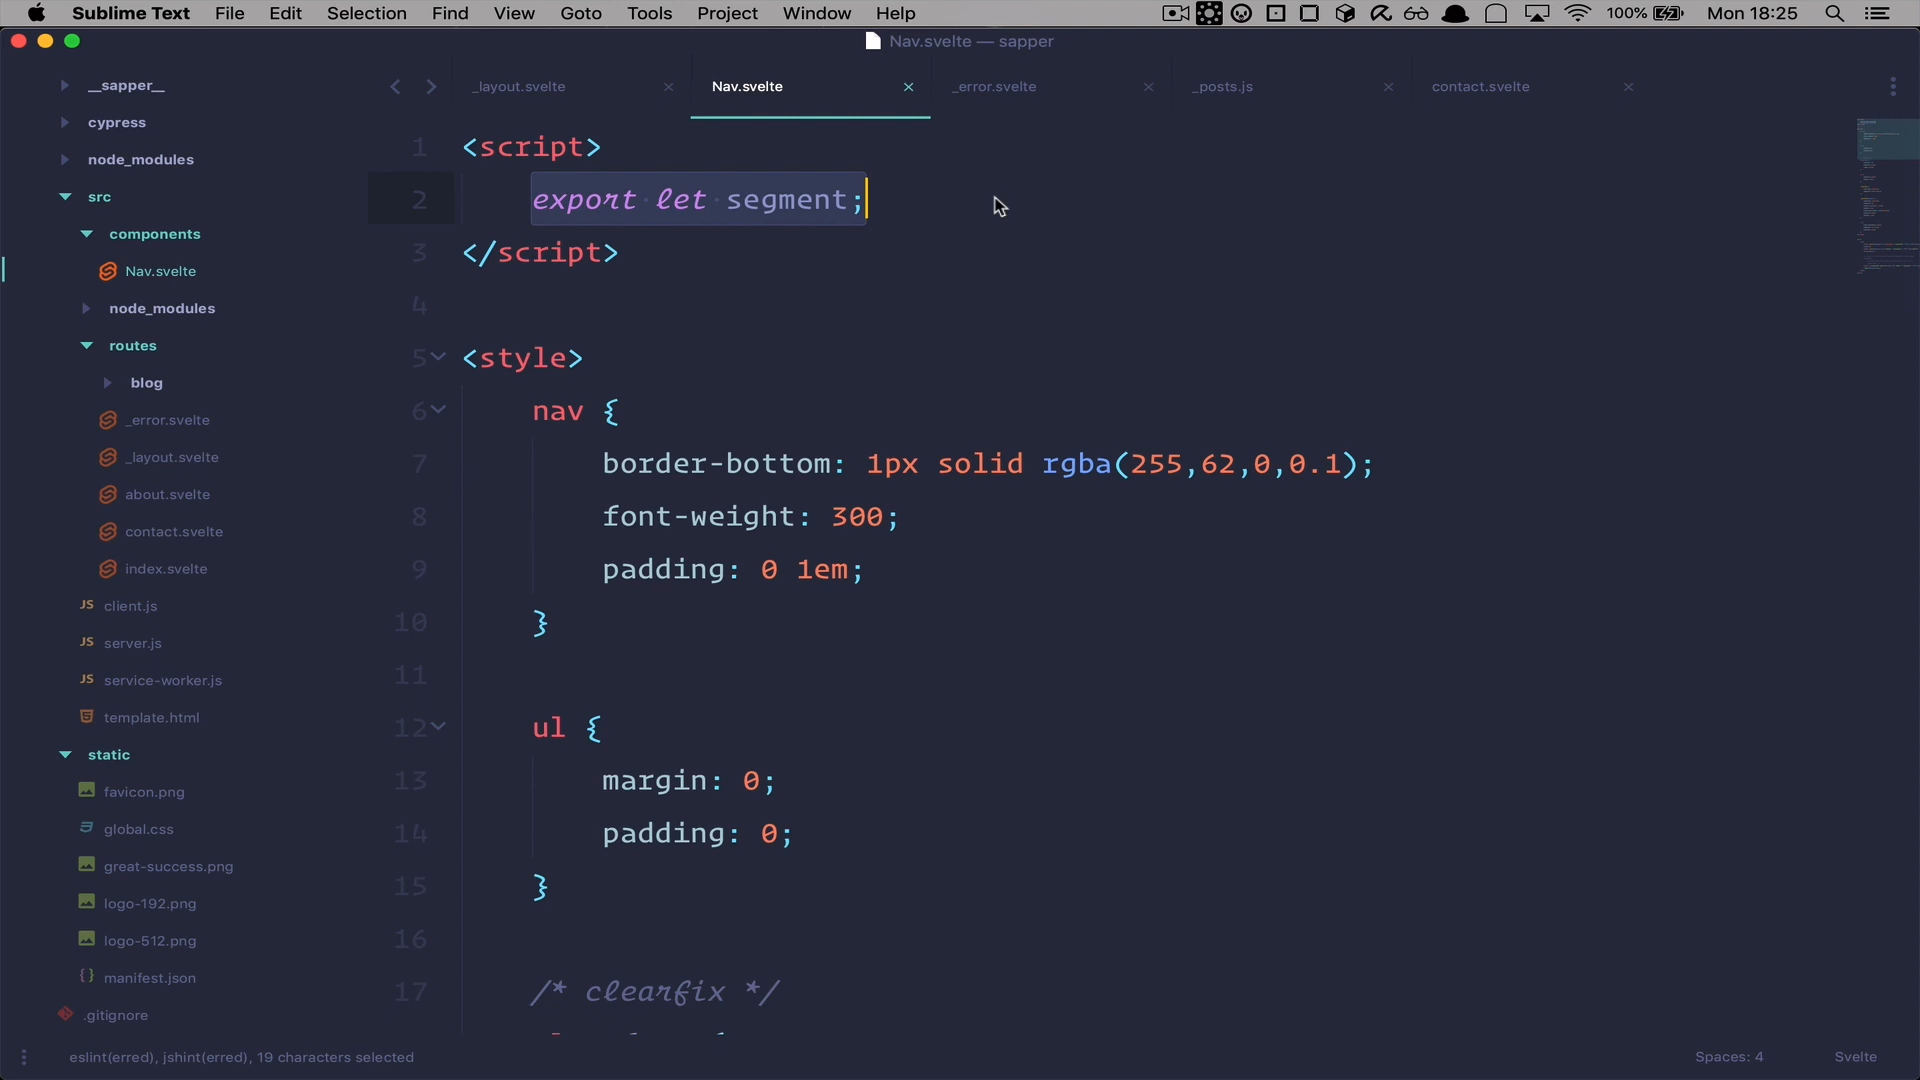 Sublime Text File Edit Selection Find View Goto Tools Project Window Help 100% Mon 18:25
Nav.svelte — sapper
_layout.svelte Nav.svelte _error.svelte _posts.js contact.svelte
__sapper__
cypress
node_modules
src
components
Nav.svelte
node_modules
routes
blog
_error.svelte
_layout.svelte
about.svelte
contact.svelte
index.svelte
JS client.js
JS server.js
JS service-worker.js
template.html
static
favicon.png
global.css
great-success.png
logo-192.png
logo-512.png
{} manifest.json
.gitignore
1 <script>
2 export let segment;
3 </script>
4
5 <style>
6 nav {
7 border-bottom: 1px solid rgba(255,62,0,0.1);
8 font-weight: 300;
9 padding: 0 1em;
10 }
11
12 ul {
13 margin: 0;
14 padding: 0;
15 }
16
17 /* clearfix */
eslint(erred), jshint(erred), 19 characters selected
Spaces: 4 Svelte